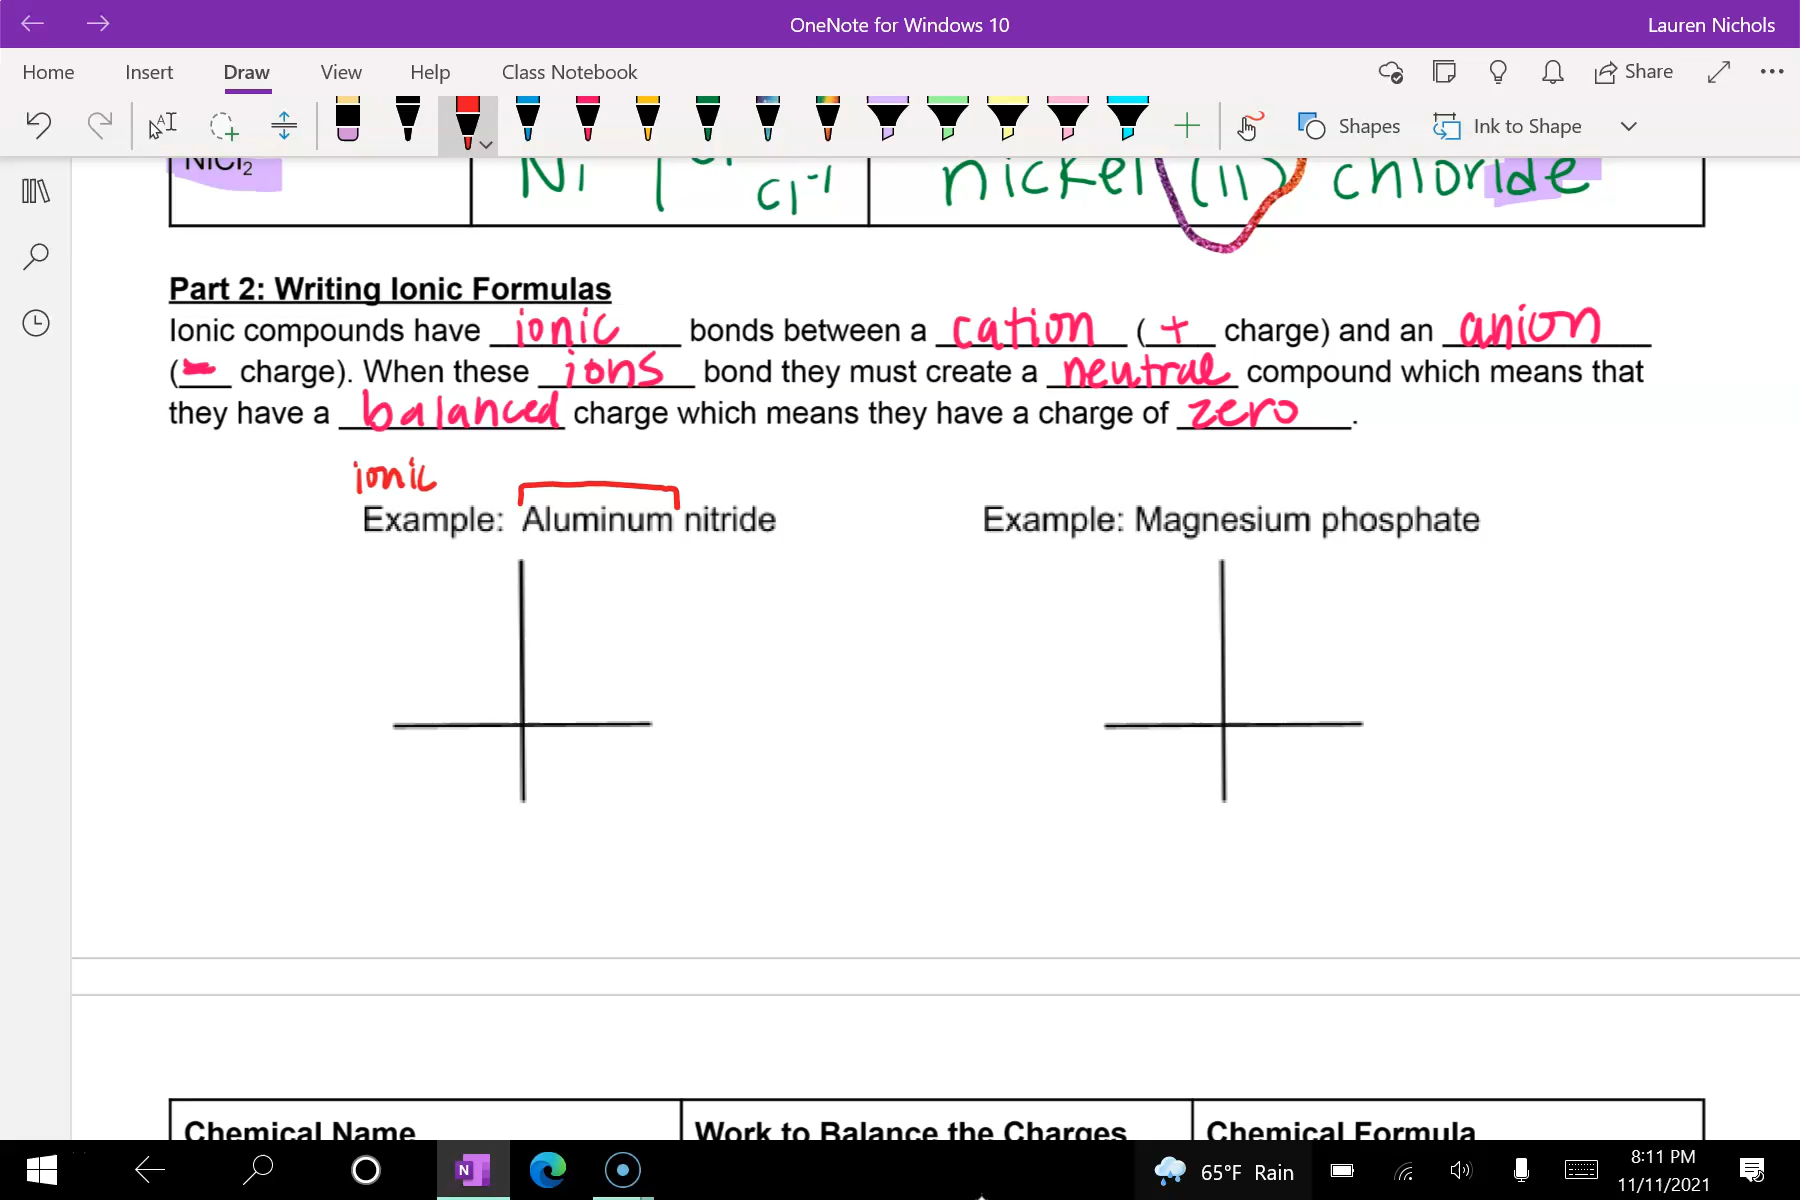 OneNote for Windows 10
Lauren Nichols
Home Insert Draw View Help Class Notebook Share
Shapes Ink to Shape
NiCl₂ Ni Cl⁻¹ nickel (II) chloride
Part 2: Writing Ionic Formulas
Ionic compounds have ionic bonds between a cation (+ charge) and an anion
(- charge). When these ions bond they must create a neutral compound which means that
they have a balanced charge which means they have a charge of zero.
ionic
Example: Aluminum nitride Example: Magnesium phosphate
Chemical Name Work to Balance the Charges Chemical Formula
65°F Rain
8:11 PM
11/11/2021